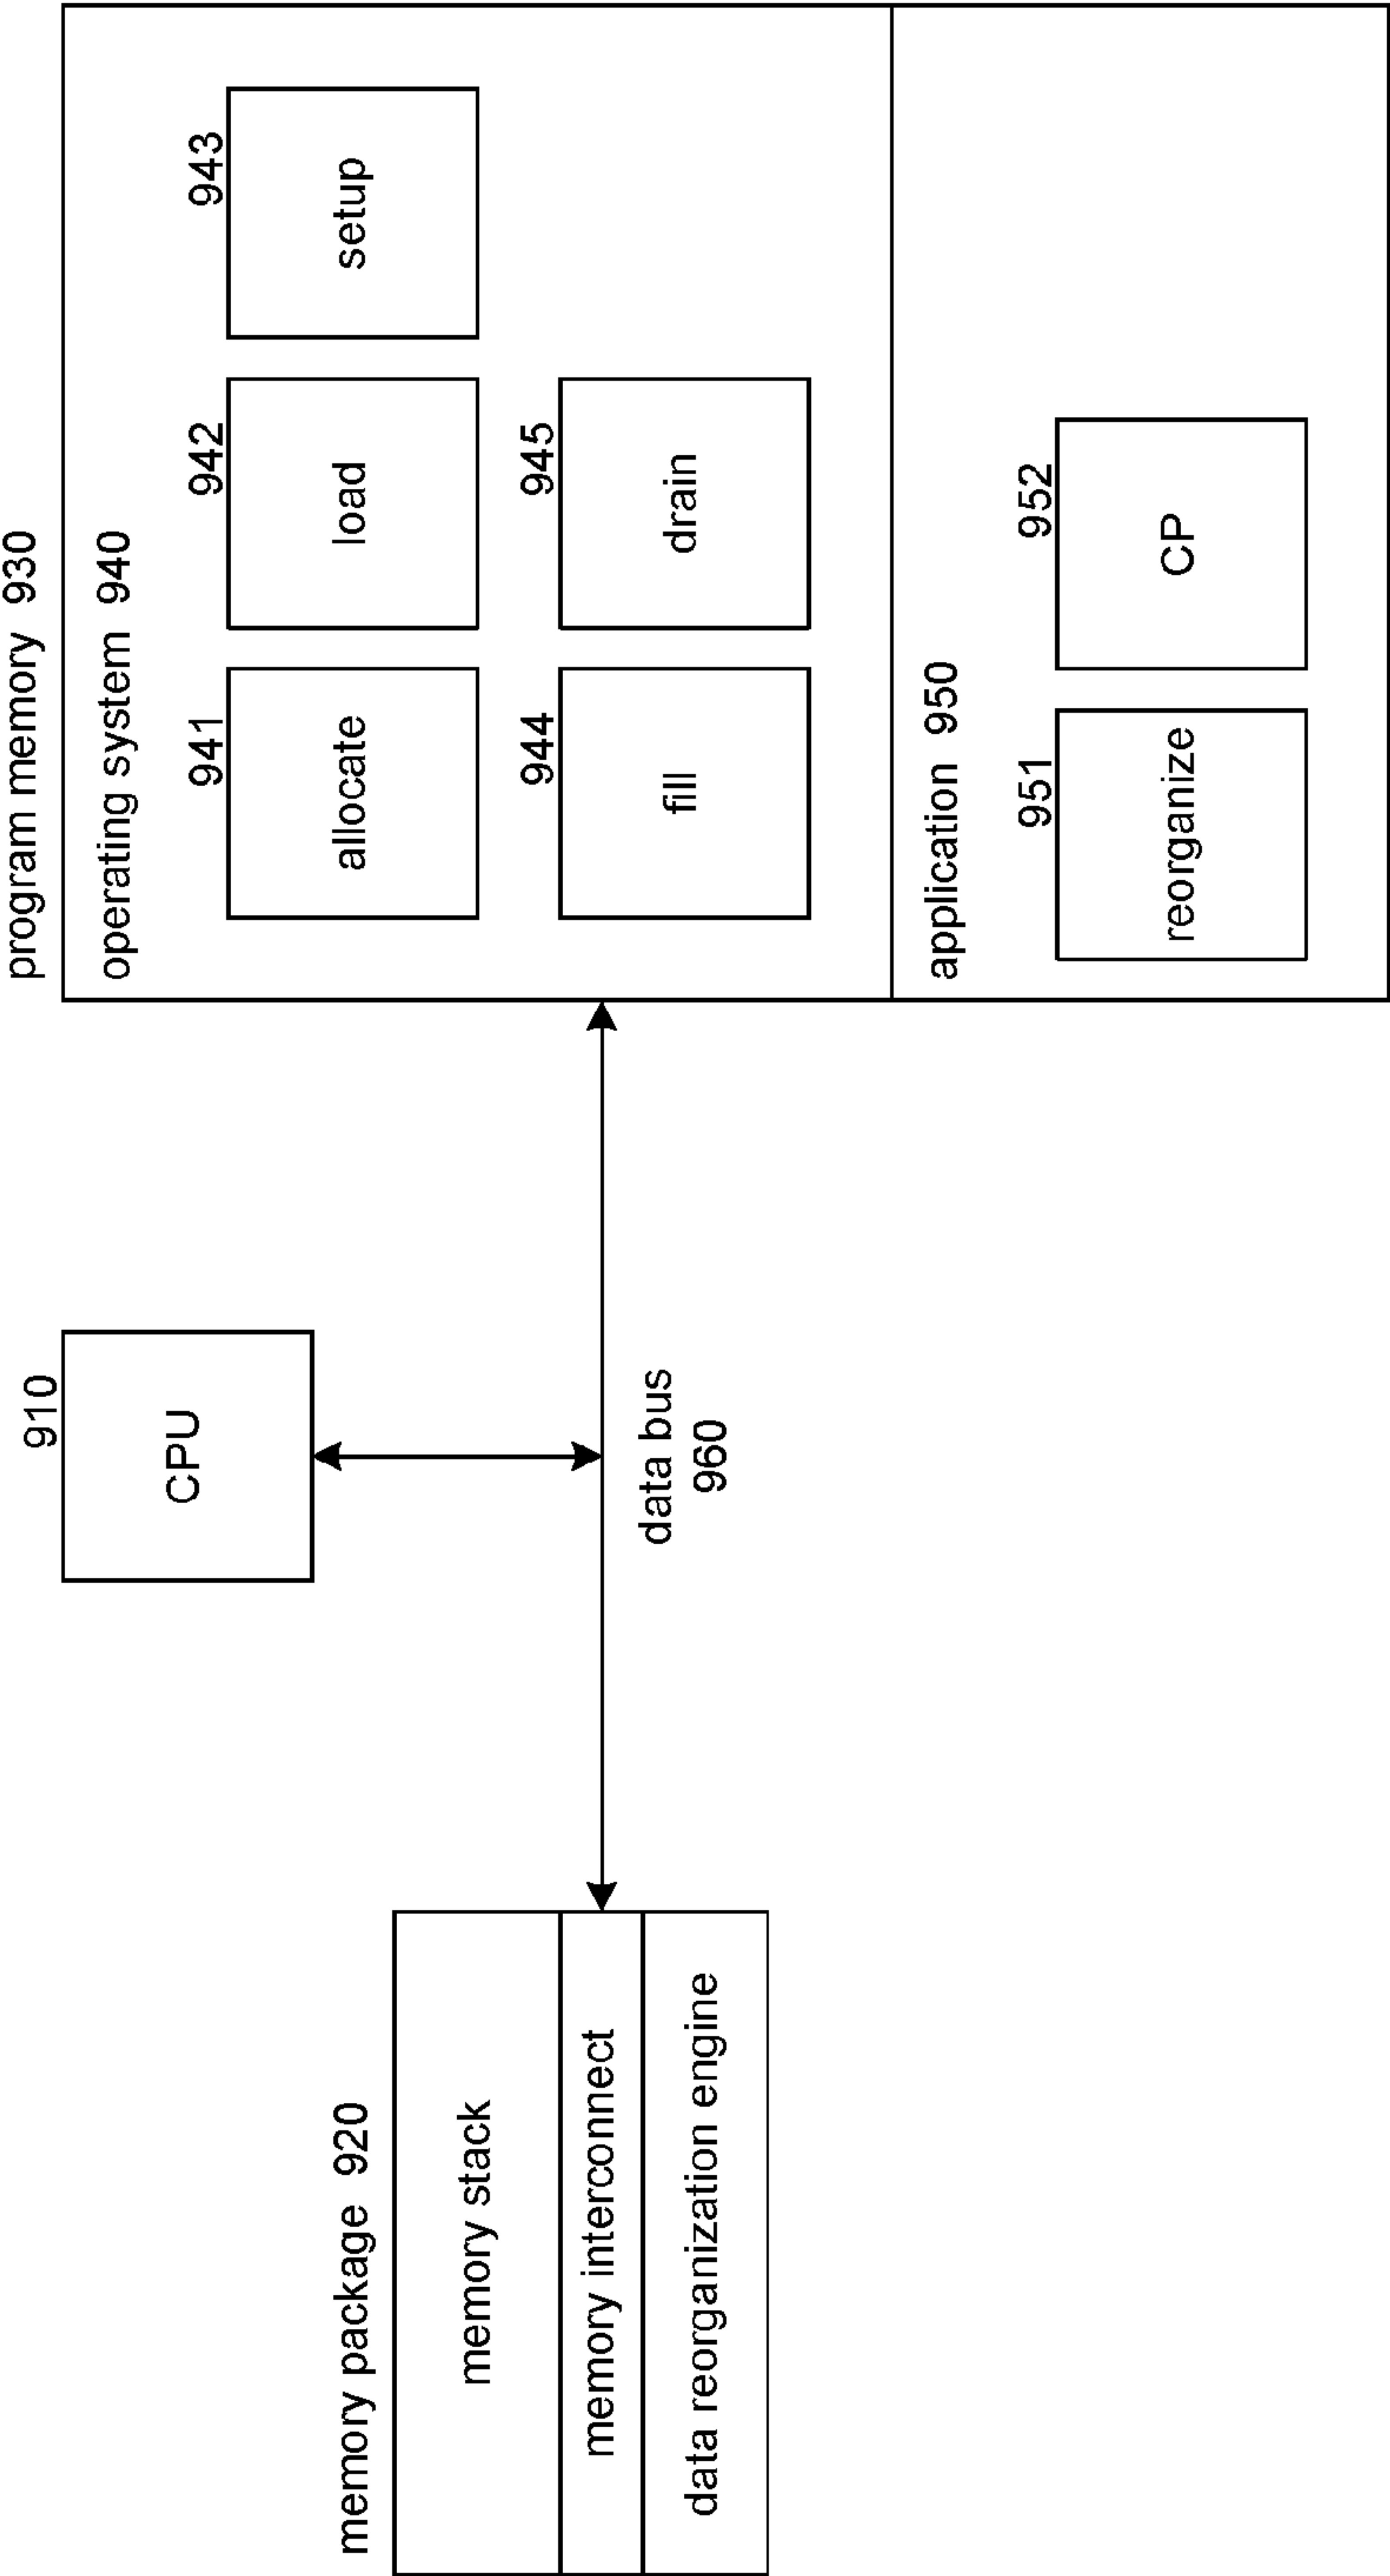 memory package 920
memory stack
memory interconnect
data reorganization engine
910
CPU
data bus
960
program memory 930
operating system 940
941
allocate
942
load
943
setup
944
fill
945
drain
application 950
951
reorganize
952
CP